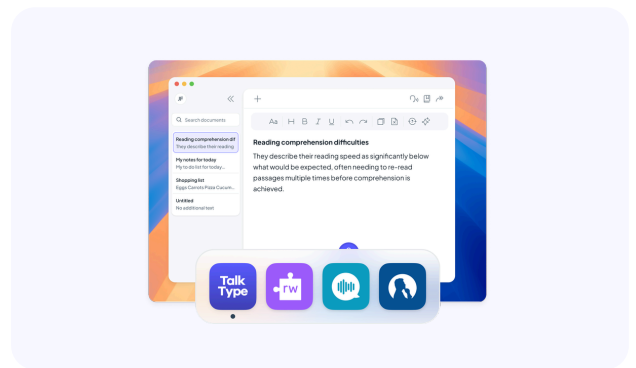 Search documents
Reading comprehension dif
They describe their reading
My notes for today
My to do list for today...
Shopping list
Eggs Carrots Pasa Cucum...
Untitled
No additional text
Aa H B I U
Reading comprehension difficulties
They describe their reading speed as significantly below
what would be expected, often needing to re-read
passages multiple times before comprehension is
achieved.
Talk
Type
rw